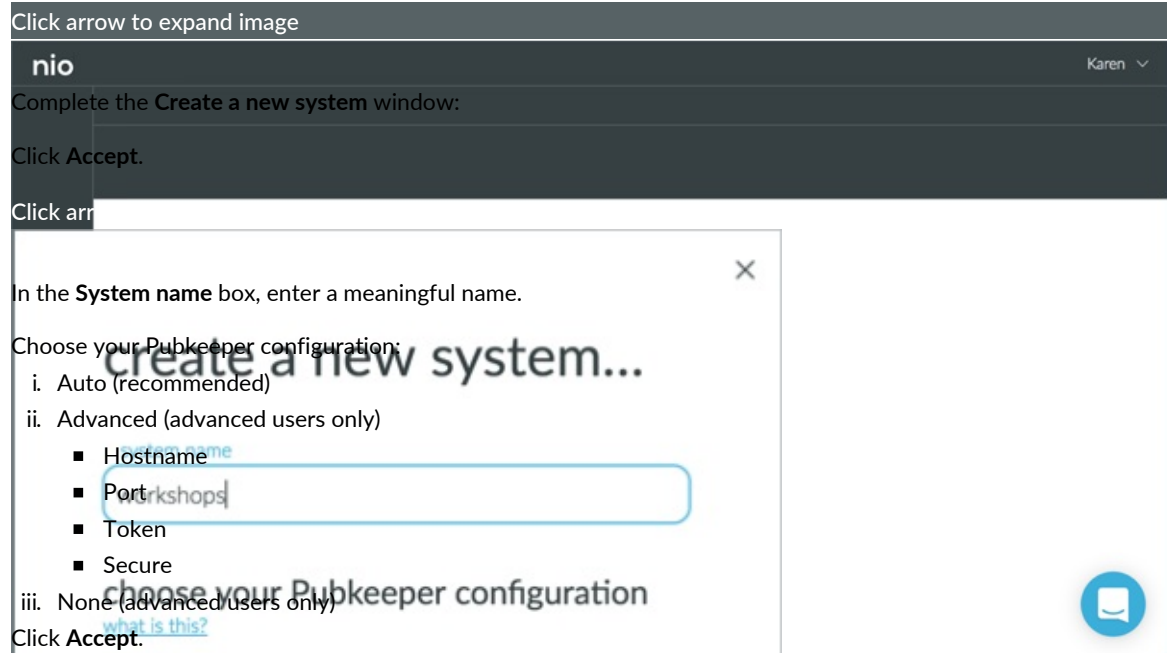 Click arrow to expand image
nio
Karen
Complete the Create a new system window:
Click Accept.
Click arr
In the System name box, enter a meaningful name.
Choose your Pubkeeper configuration:
create a new system...
i. Auto (recommended)
ii. Advanced (advanced users only)
system name
■ Hostname
■ Port
workshops
■ Token
■ Secure
choose your Pubkeeper configuration
iii. None (advanced users only)
what is this?
Click Accept.